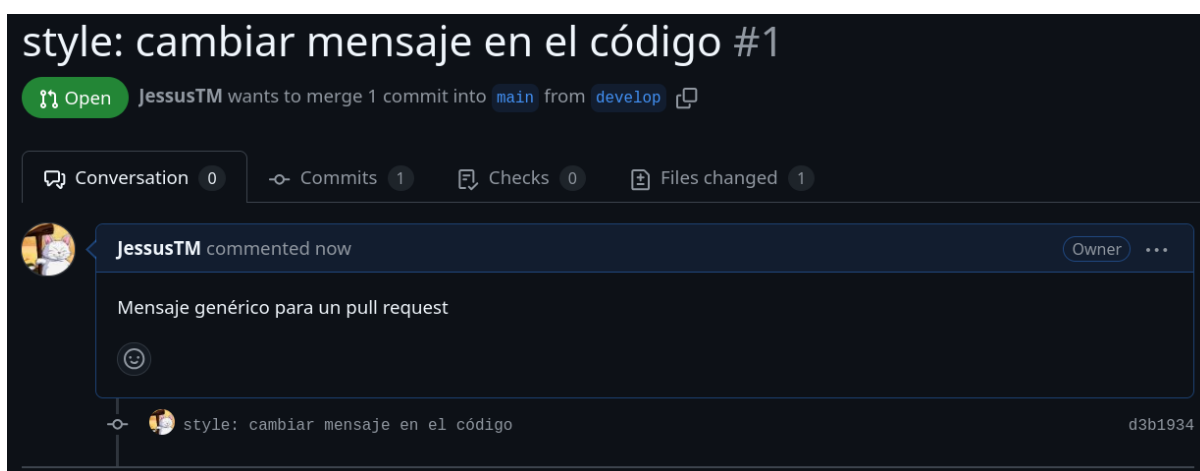 style: cambiar mensaje en el código #1
Open JessusTM wants to merge 1 commit into main from develop
Conversation 0 Commits 1 Checks 0 Files changed 1
JessusTM commented now Owner
Mensaje genérico para un pull request
style: cambiar mensaje en el código d3b1934